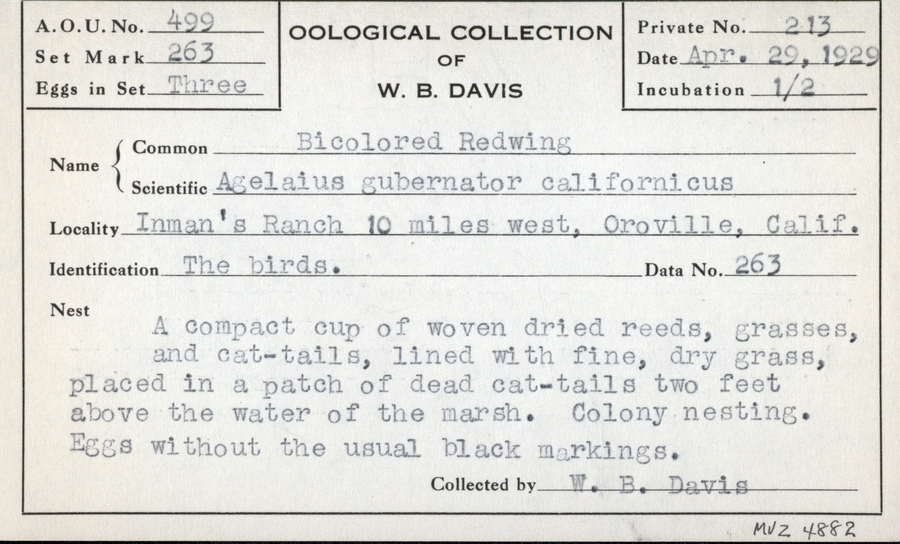 A.O.U. No. 499
Set Mark 263
Eggs in Set Three
OOLOGICAL COLLECTION
OF
W. B. DAVIS
Private No. 213
Date Apr. 29, 1929
Incubation 1/2
Name
Common Bicolored Redwing
Scientific Agelaius gubernator californicus
Locality Inman's Ranch 10 miles west, Oroville, Calif.
Identification The birds. Data No. 263
Nest
A compact cup of woven dried reeds, grasses,
and cat-tails, lined with fine, dry grass,
placed in a patch of dead cat-tails two feet
above the water of the marsh. Colony nesting.
Eggs without the usual black markings.
Collected by W. B. Davis
MVZ 4882